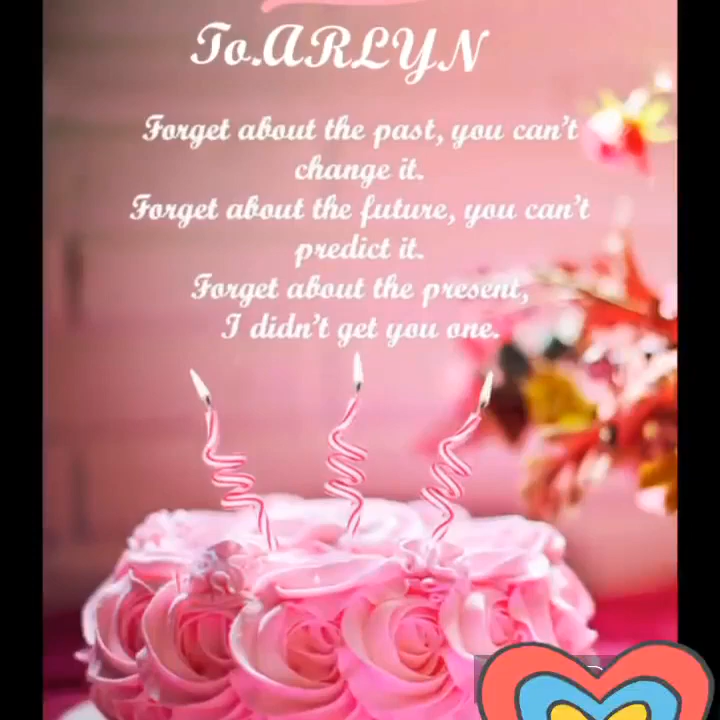 To.ARLYN
Forget about the past, you can't
change it.
Forget about the future, you can't
predict it.
Forget about the present,
I didn't get you one.